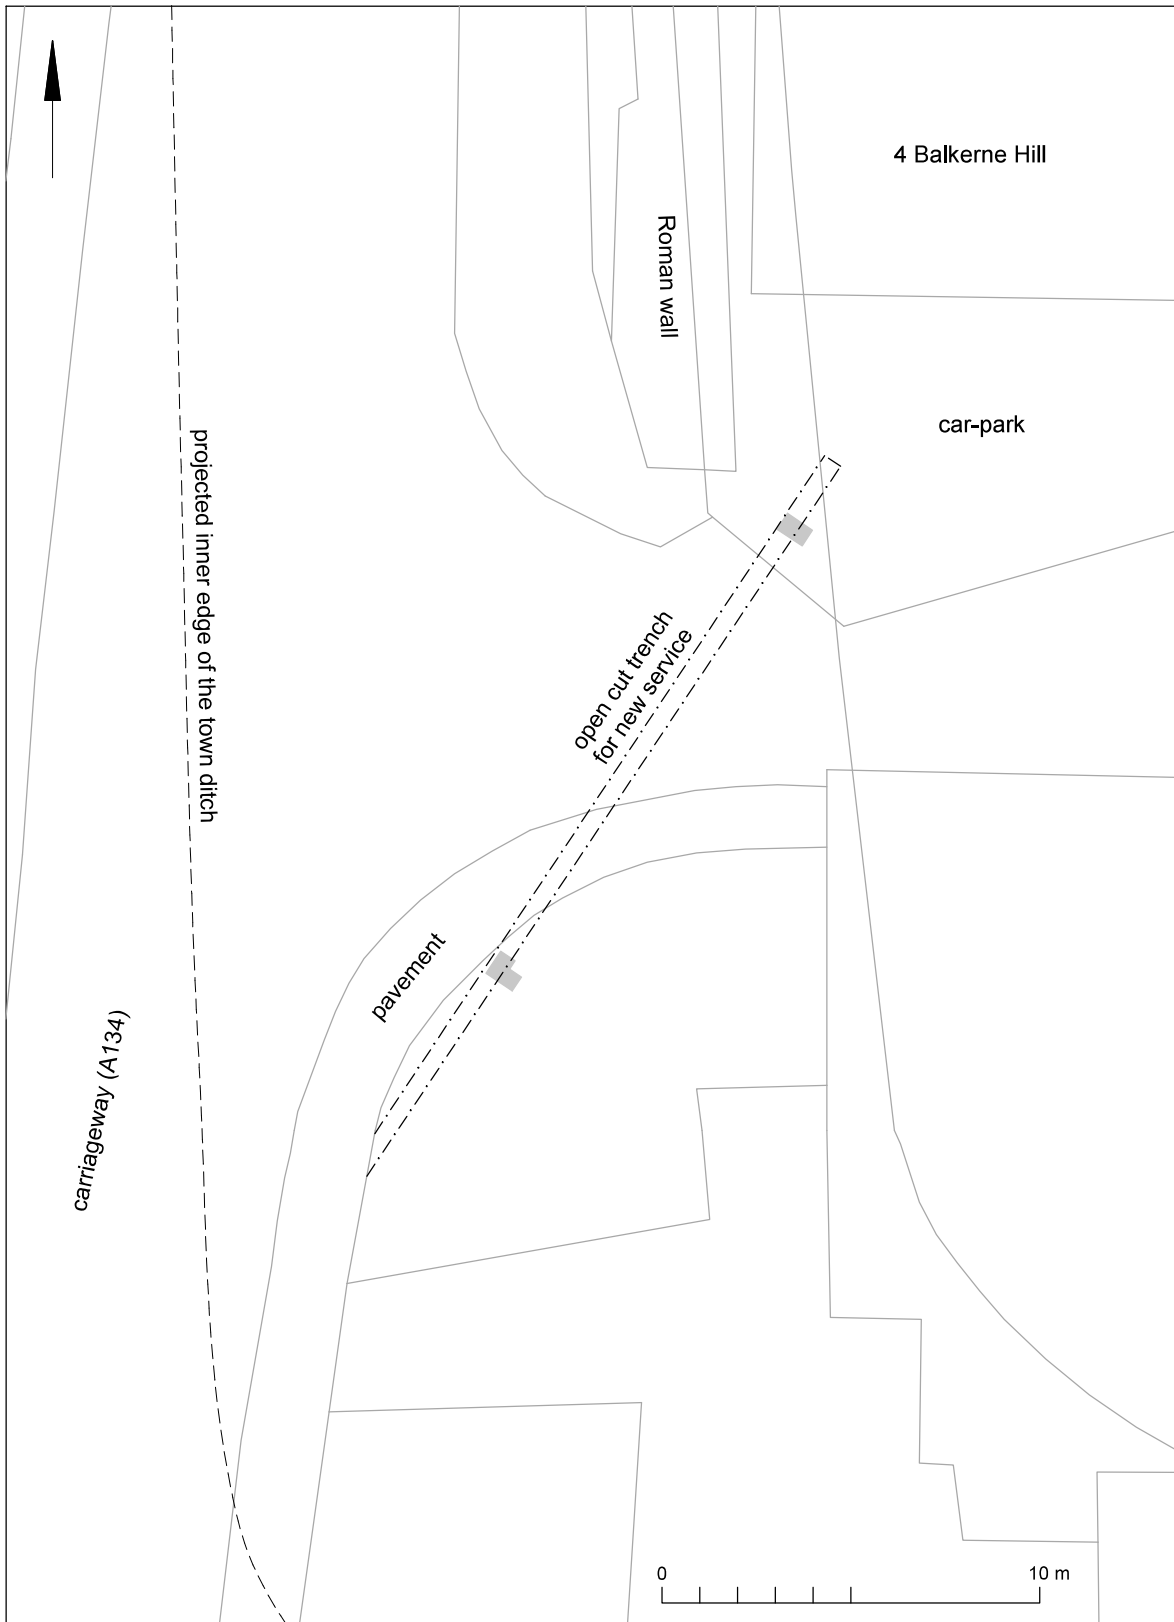 4 Balkerne Hill
Roman wall
car-park
projected inner edge of the town ditch
open cut trench
for new service
pavement
carriageway (A134)
0
10 m